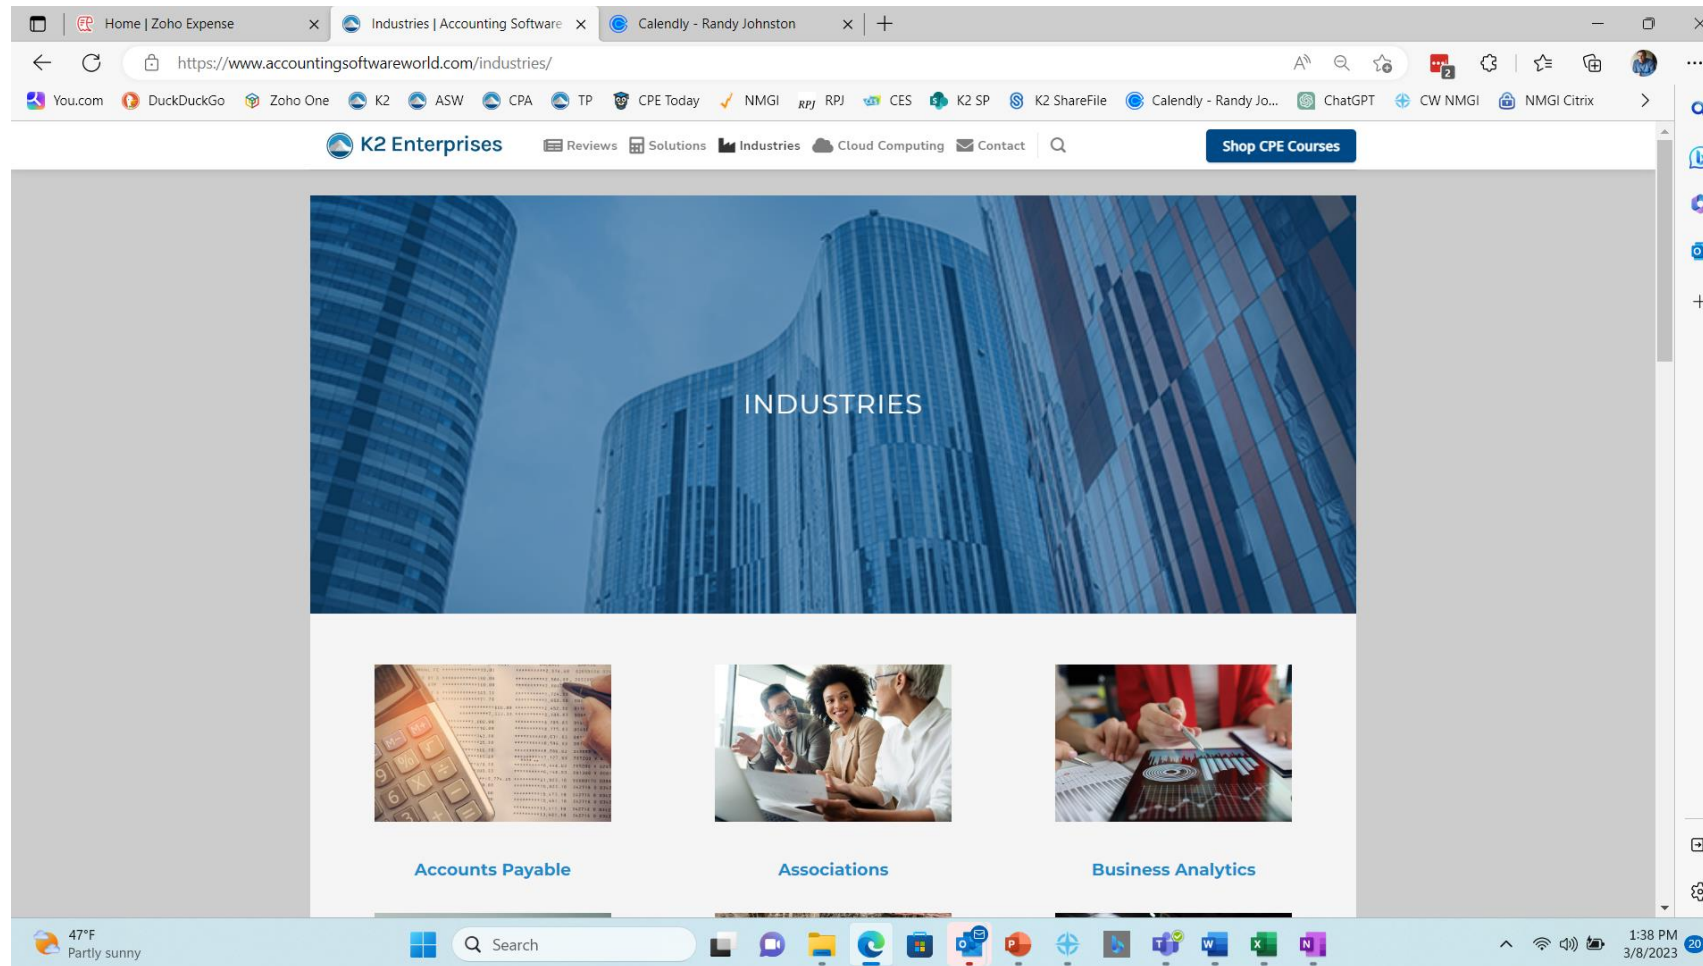 Home | Zoho Expense
Industries | Accounting Software
Calendly - Randy Johnston
https://www.accountingsoftwareworld.com/industries/
2
You.com DuckDuckGo Zoho One K2 ASW CPA TP CPE Today NMGI RPJ RPJ CES K2 SP K2 ShareFile Calendly - Randy Jo... ChatGPT CW NMGI NMGI Citrix
K2 Enterprises Reviews Solutions Industries Cloud Computing Contact Shop CPE Courses
INDUSTRIES
Accounts Payable
Associations
Business Analytics
47°F
Partly sunny
Search
1:38 PM
3/8/2023
20